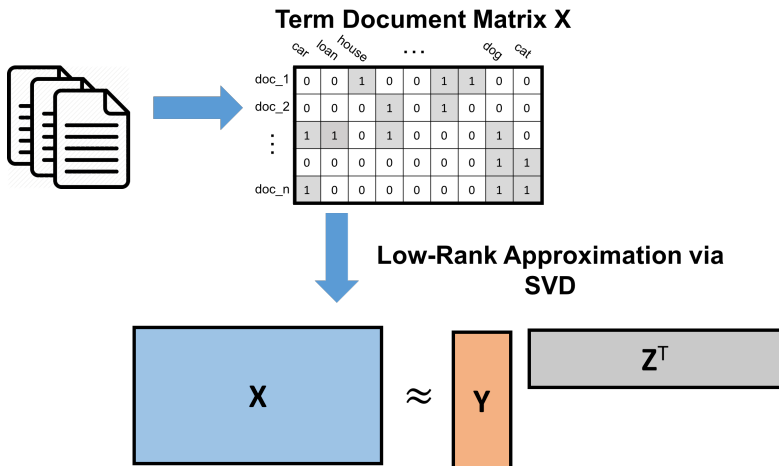 Term Document Matrix X
car loan house ... dog cat
doc_1 0 0 1 0 0 1 1 0 0
doc_2 0 0 0 1 0 1 0 0 0
⋮ 1 1 0 1 0 0 0 1 0
0 0 0 0 0 0 0 1 1
doc_n 1 0 0 0 0 0 0 1 1
Low-Rank Approximation via
SVD
X ≈ Y Zᵀ